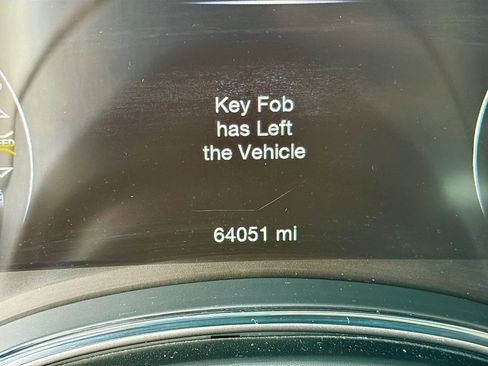 Key Fob
has Left
the Vehicle
64051 mi